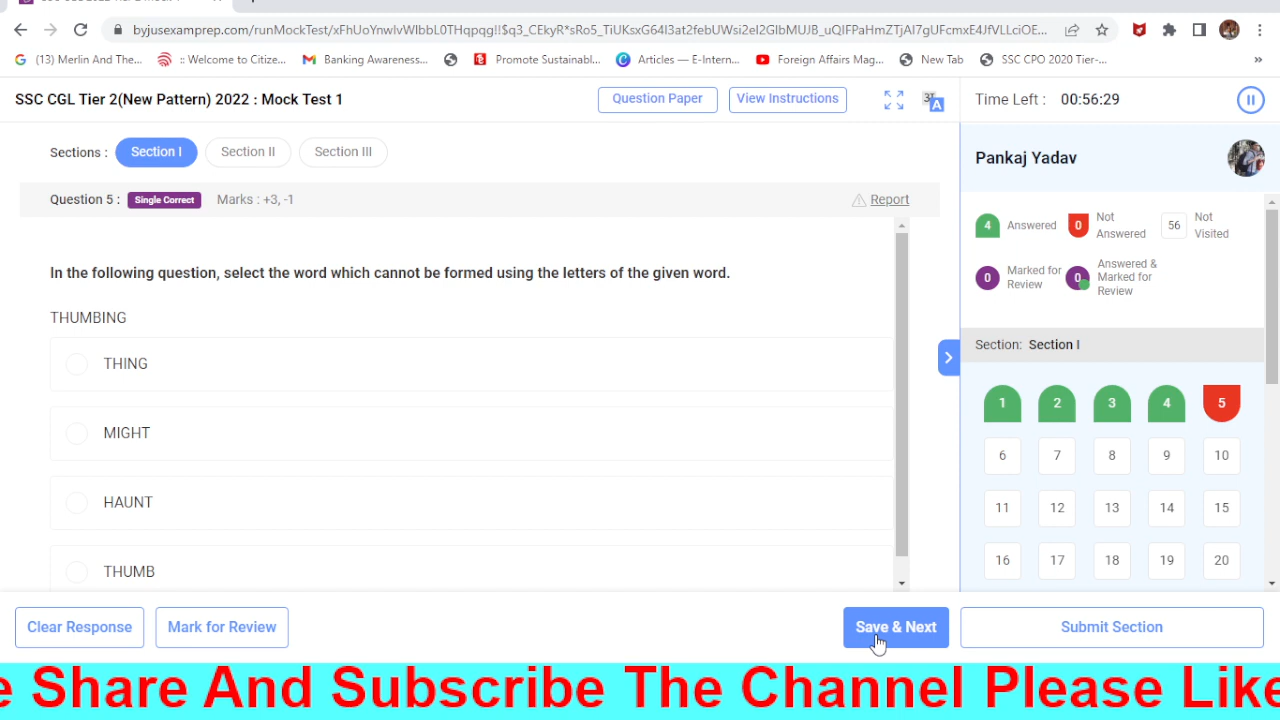 byjusexamprep.com/runMockTest/xFhUoYnwIvWIbbL0THqpqg!!$q3_CEkyR*sRo5_TiUKsxG64I3at2febUWsi2eI2GIbMUJB_uQIFPaHmZTjAI7gUFcmxE4JfVLLciOE...
(13) Merlin And The...
:: Welcome to Citize...
Banking Awareness...
Promote Sustainabl...
Articles — E-Intern...
Foreign Affairs Mag...
New Tab
SSC CPO 2020 Tier-...
»
SSC CGL Tier 2(New Pattern) 2022 : Mock Test 1
Question Paper
View Instructions
Time Left : 00:56:29
Sections : Section I Section II Section III
Pankaj Yadav
Question 5 : Single Correct Marks : +3, -1
Report
4 Answered
0 Not Answered
56 Not Visited
0 Marked for Review
0 Answered & Marked for Review
In the following question, select the word which cannot be formed using the letters of the given word.
THUMBING
THING
MIGHT
HAUNT
THUMB
Section: Section I
1 2 3 4 5
6 7 8 9 10
11 12 13 14 15
16 17 18 19 20
Clear Response
Mark for Review
Save & Next
Submit Section
e Share And Subscribe The Channel Please Like